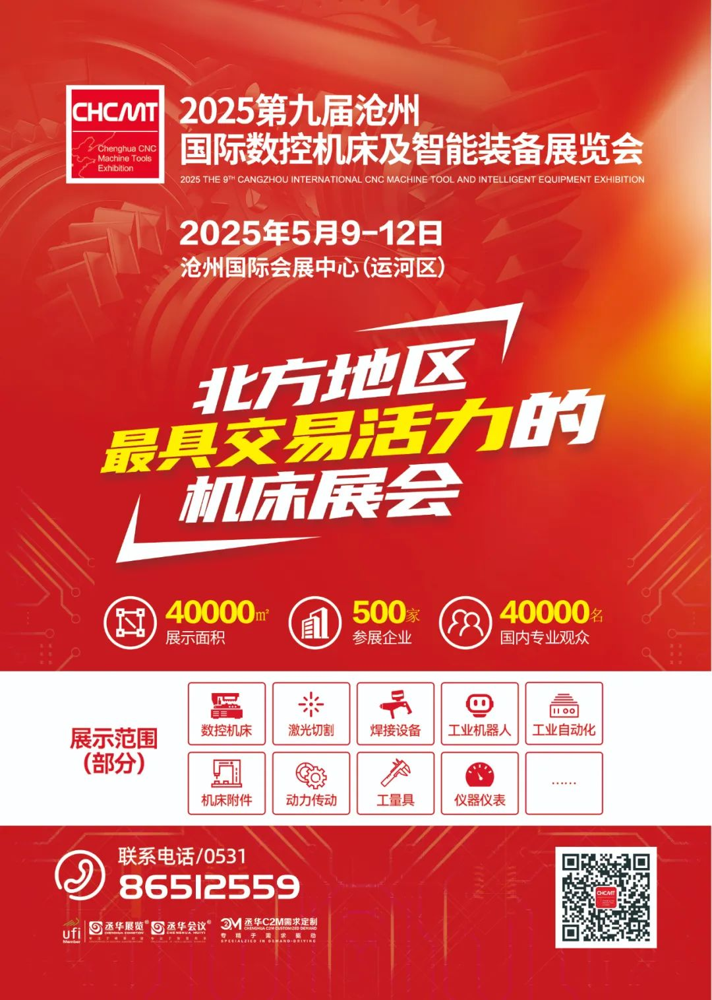 CHCMT
Chenghua CNC
Machine Tools
Exhibition
2025第九届沧州
国际数控机床及智能装备展览会
2025 THE 9TH CANGZHOU INTERNATIONAL CNC MACHINE TOOL AND INTELLIGENT EQUIPMENT EXHIBITION
2025年5月9-12日
沧州国际会展中心(运河区)
北方地区
最具交易活力的
机床展会
40000㎡
展示面积
500家
参展企业
40000名
国内专业观众
展示范围
(部分)
数控机床
激光切割
焊接设备
工业机器人
工业自动化
机床附件
动力传动
工量具
仪器仪表
……
联系电话/0531
86512559
ufi
Member
丞华展览®
CHENGHUA EXHIBITION
丞华会议®
CHENGHUA HUIYI
C2M 丞华C2M需求定制
CHENGHUA C2M CUSTOMIZED DEMAND
专精于需求驱动
SPECIALZIED IN DEMAND-DRIVING
CHCMT